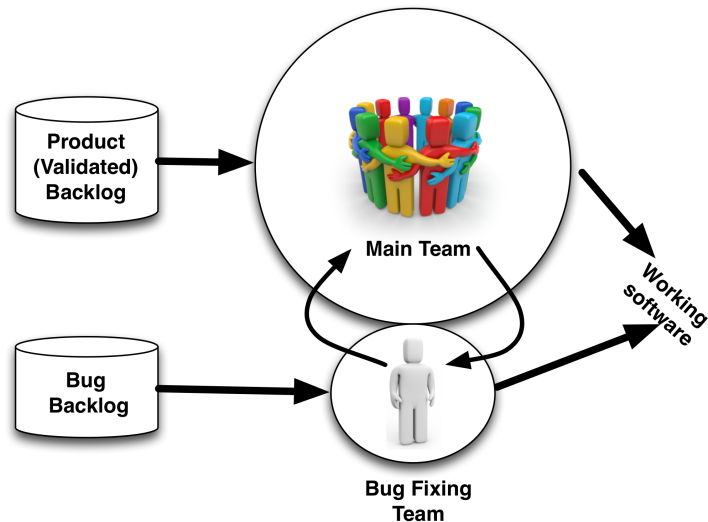 Product
(Validated)
Backlog
Main Team
Working
software
Bug
Backlog
Bug Fixing
Team